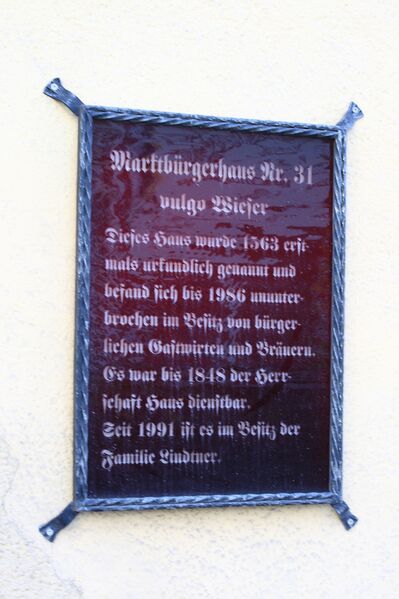 Marktbürgerhaus Nr. 31
vulgo Wieser
Dieses Haus wurde 1563 erst-
mals urkundlich genannt und
befand sich bis 1986 ununter-
brochen im Besitz von bürger-
lichen Gastwirten und Bräuern.
Es war bis 1848 der Herr-
schaft Haus dienstbar.
Seit 1991 ist es im Besitz der
Familie Lindtner.